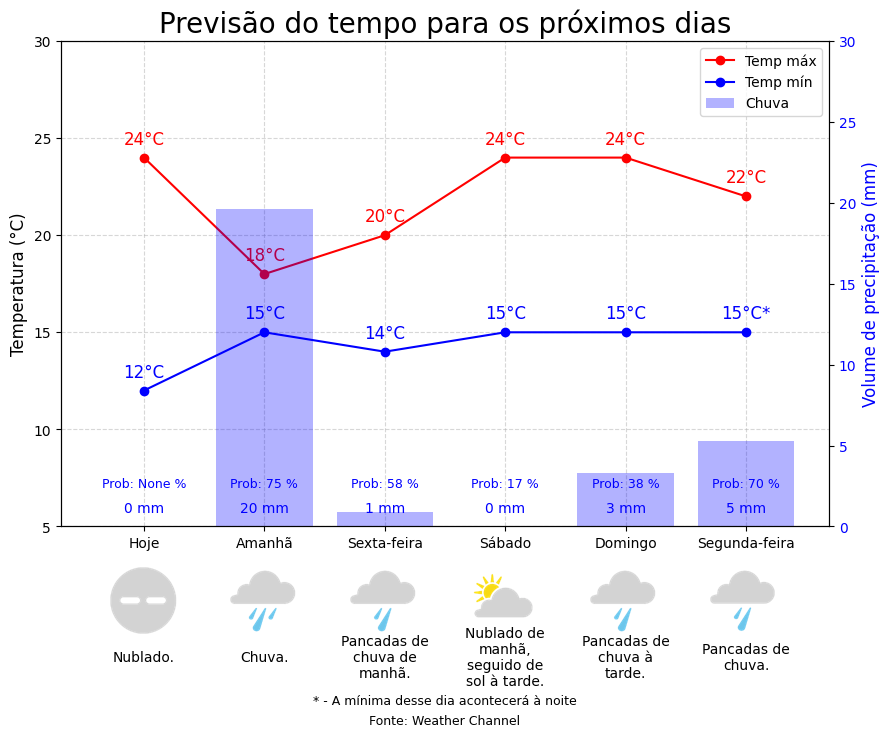 Previsão do tempo para os próximos dias
Temperatura (°C)
Volume de precipitação (mm)
30
25
20
15
10
5
30
25
20
15
10
5
0
Temp máx
Temp mín
Chuva
24°C
18°C
20°C
24°C
24°C
22°C
12°C
15°C
14°C
15°C
15°C
15°C*
Prob: None %
Prob: 75 %
Prob: 58 %
Prob: 17 %
Prob: 38 %
Prob: 70 %
0 mm
20 mm
1 mm
0 mm
3 mm
5 mm
Hoje
Amanhã
Sexta-feira
Sábado
Domingo
Segunda-feira
Nublado.
Chuva.
Pancadas de
chuva de
manhã.
Nublado de
manhã,
seguido de
sol à tarde.
Pancadas de
chuva à
tarde.
Pancadas de
chuva.
* - A mínima desse dia acontecerá à noite
Fonte: Weather Channel